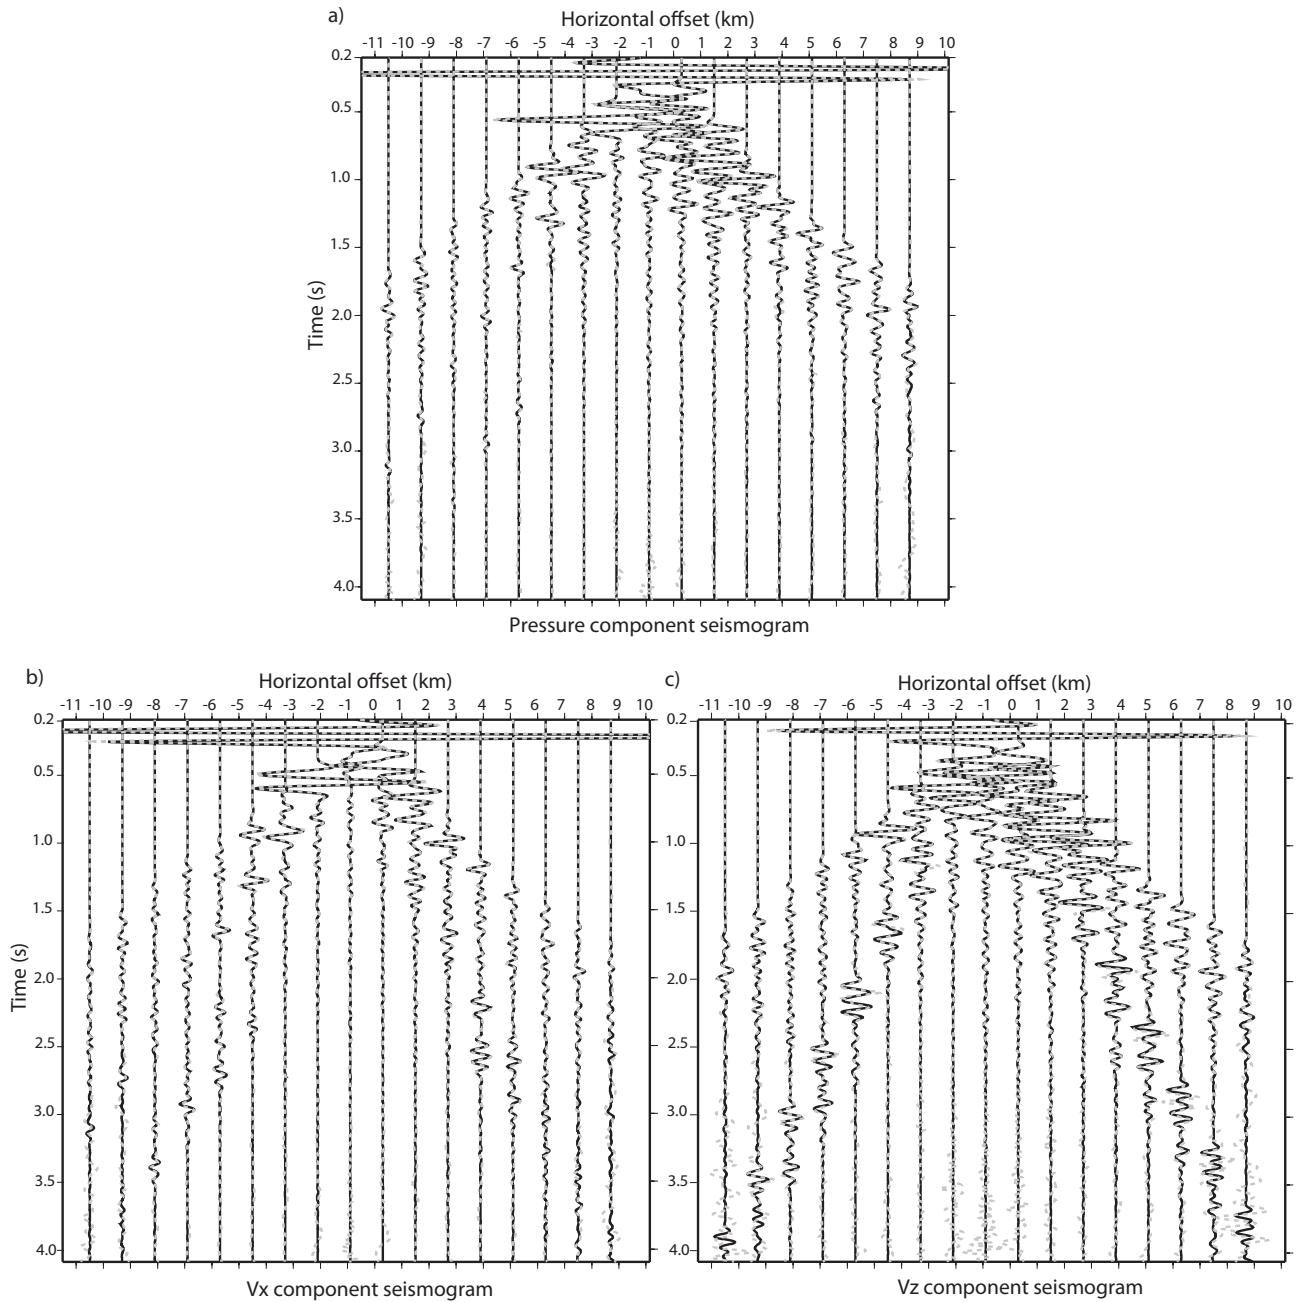 a)
Horizontal offset (km)
-11 -10 -9 -8 -7 -6 -5 -4 -3 -2 -1 0 1 2 3 4 5 6 7 8 9 10
0.2
0.5
1.0
1.5
Time (s)
2.0
2.5
3.0
3.5
4.0
Pressure component seismogram
b)
Horizontal offset (km)
-11 -10 -9 -8 -7 -6 -5 -4 -3 -2 -1 0 1 2 3 4 5 6 7 8 9 10
0.2
0.5
1.0
1.5
Time (s)
2.0
2.5
3.0
3.5
4.0
Vx component seismogram
c)
Horizontal offset (km)
-11 -10 -9 -8 -7 -6 -5 -4 -3 -2 -1 0 1 2 3 4 5 6 7 8 9 10
0.2
0.5
1.0
1.5
2.0
2.5
3.0
3.5
4.0
Vz component seismogram